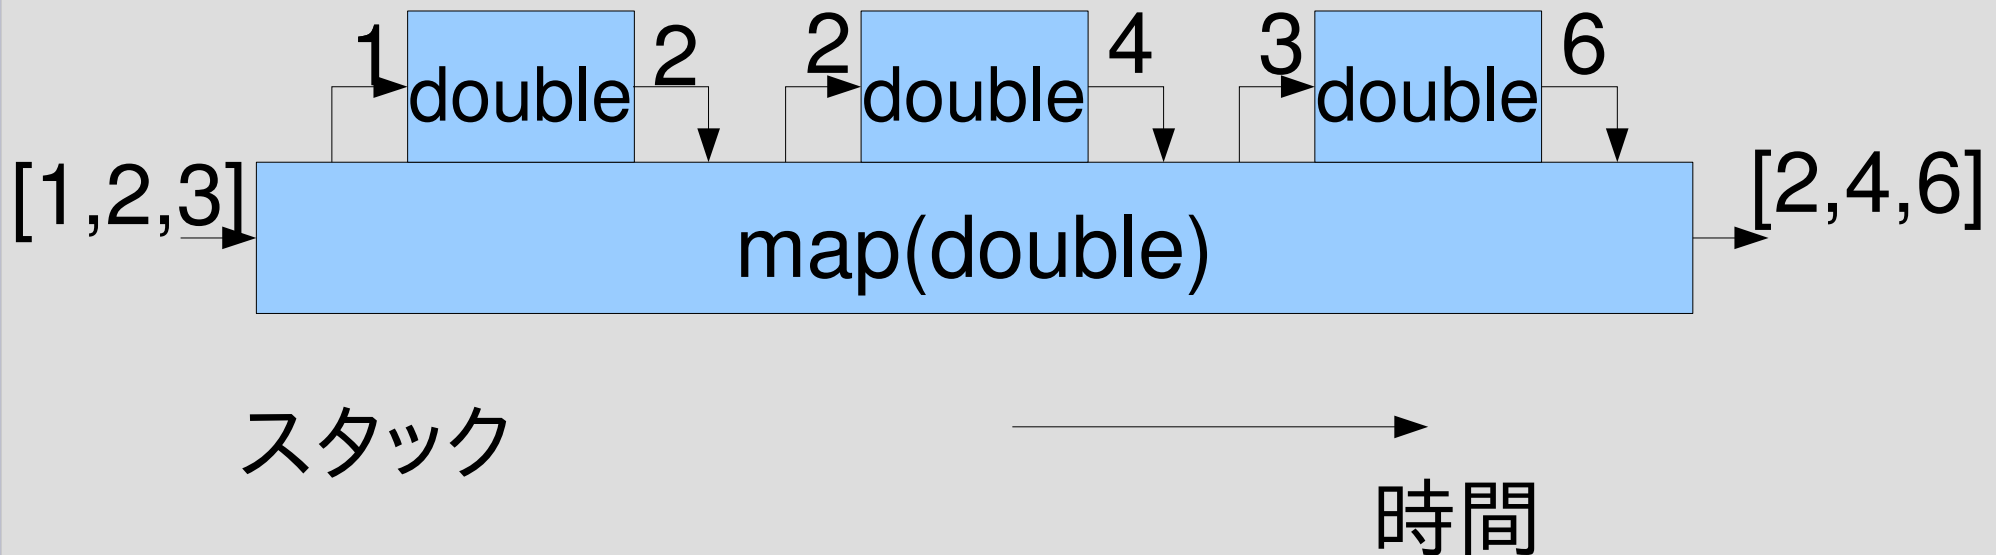 1 double 2 2 double 4 3 double 6
[1,2,3] map(double) [2,4,6]
スタック
時間